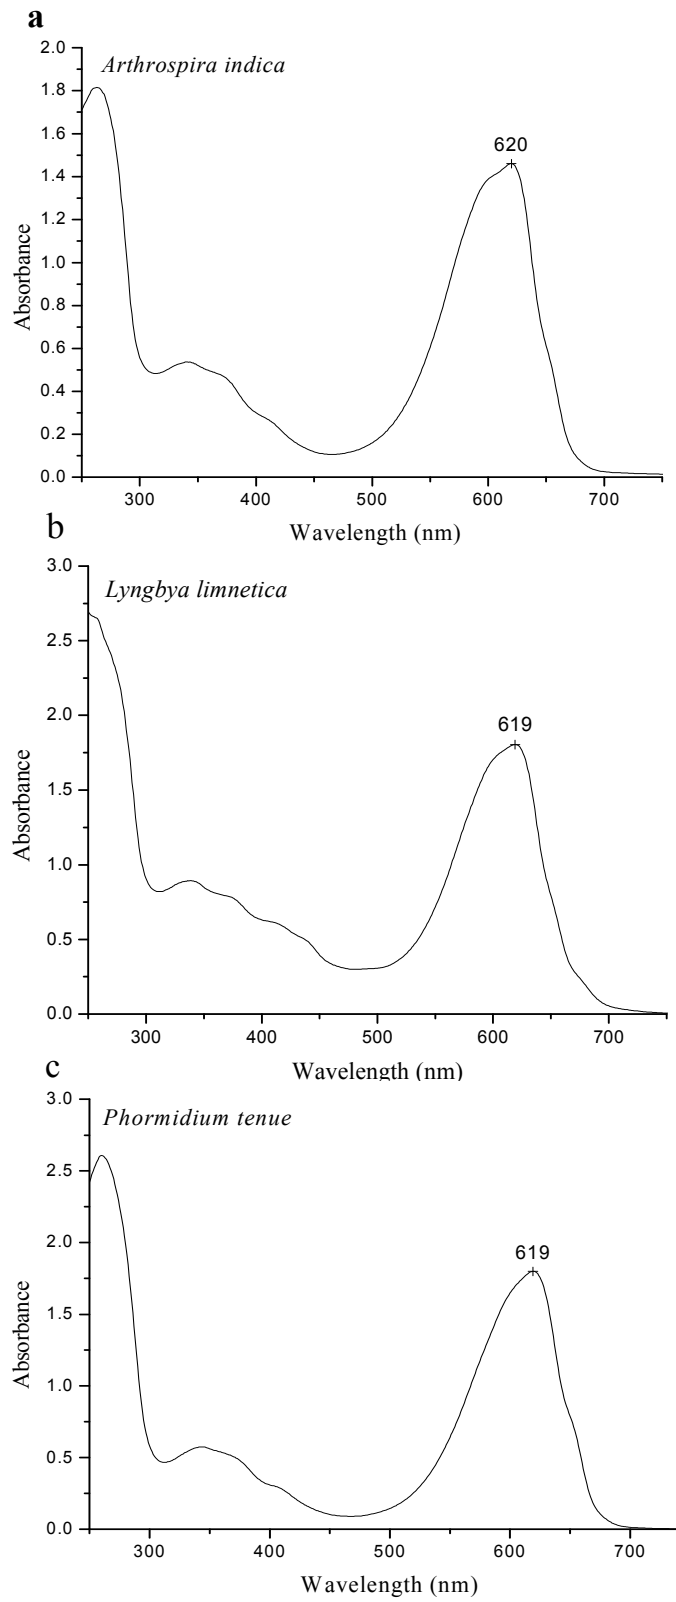 a
2.0
Arthrospira indica
1.8
1.6
620
1.4
1.2
1.0
0.8
0.6
0.4
0.2
0.0
Absorbance
300 400 500 600 700
Wavelength (nm)
b
3.0
Lyngbya limnetica
2.5
2.0
619
1.5
1.0
0.5
0.0
Absorbance
300 400 500 600 700
Wavelength (nm)
c
3.0
Phormidium tenue
2.5
2.0
619
1.5
1.0
0.5
0.0
Absorbance
300 400 500 600 700
Wavelength (nm)